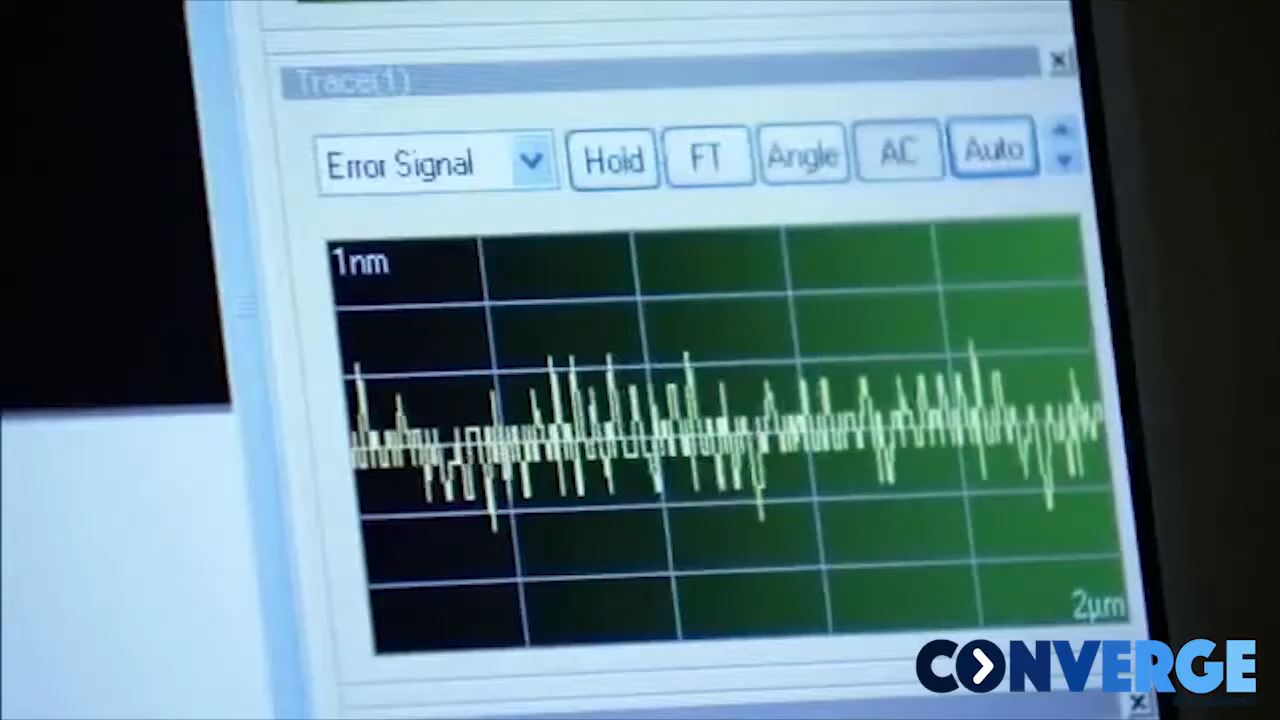 Trace(1)
Error Signal Hold FT Angle AC Auto
1nm
2µm
CONVERGE